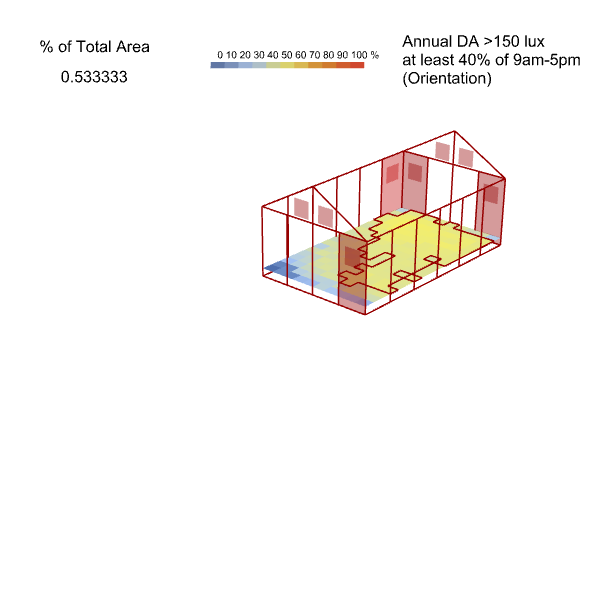 % of Total Area
0.533333
0 10 20 30 40 50 60 70 80 90 100 %
Annual DA >150 lux
at least 40% of 9am-5pm
(Orientation)